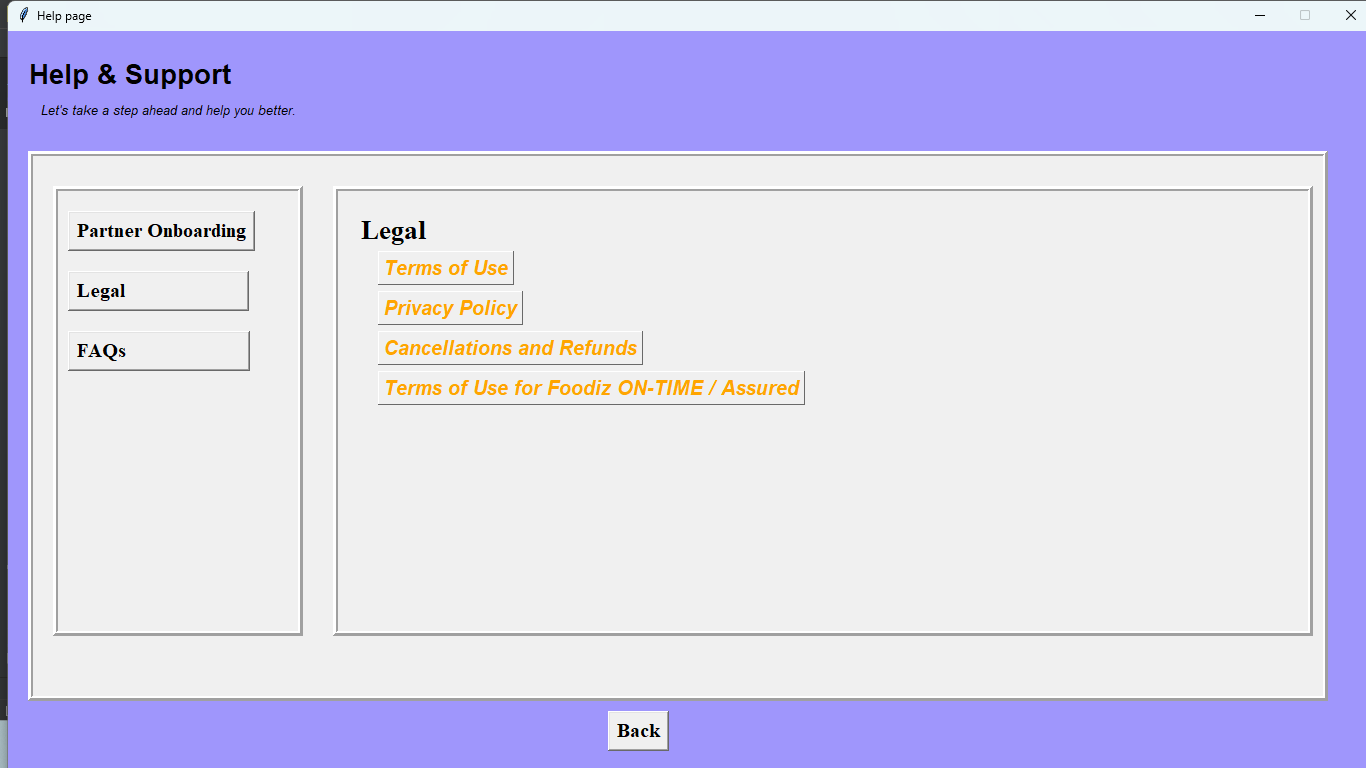 Help page
Help & Support
Let's take a step ahead and help you better.
Partner Onboarding
Legal
FAQs
Legal
Terms of Use
Privacy Policy
Cancellations and Refunds
Terms of Use for Foodiz ON-TIME / Assured
Back